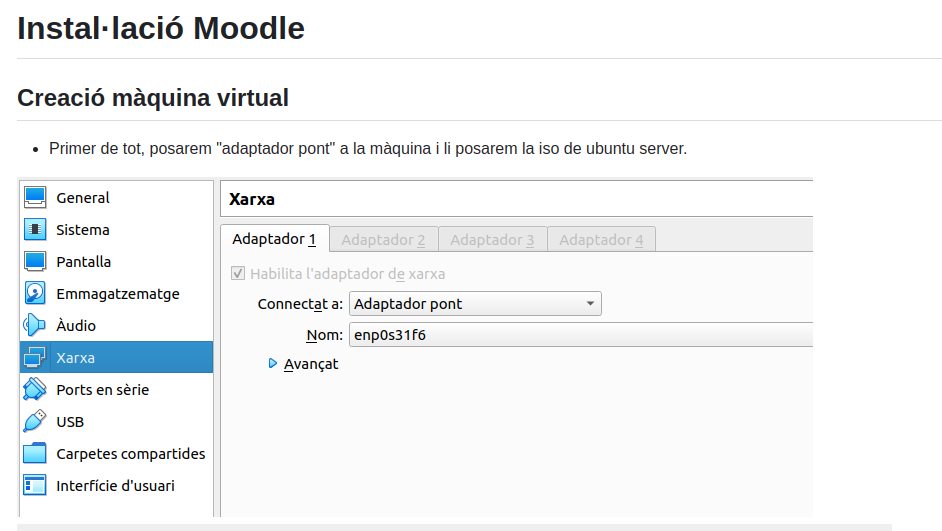 Instal·lació Moodle
Creació màquina virtual
• Primer de tot, posarem "adaptador pont" a la màquina i li posarem la iso de ubuntu server.
General
Sistema
Pantalla
Emmagatzematge
Àudio
Xarxa
Ports en sèrie
USB
Carpetes compartides
Interfície d'usuari
Xarxa
Adaptador 1 Adaptador 2 Adaptador 3 Adaptador 4
Habilita l'adaptador de xarxa
Connectat a: Adaptador pont
Nom: enp0s31f6
Avançat